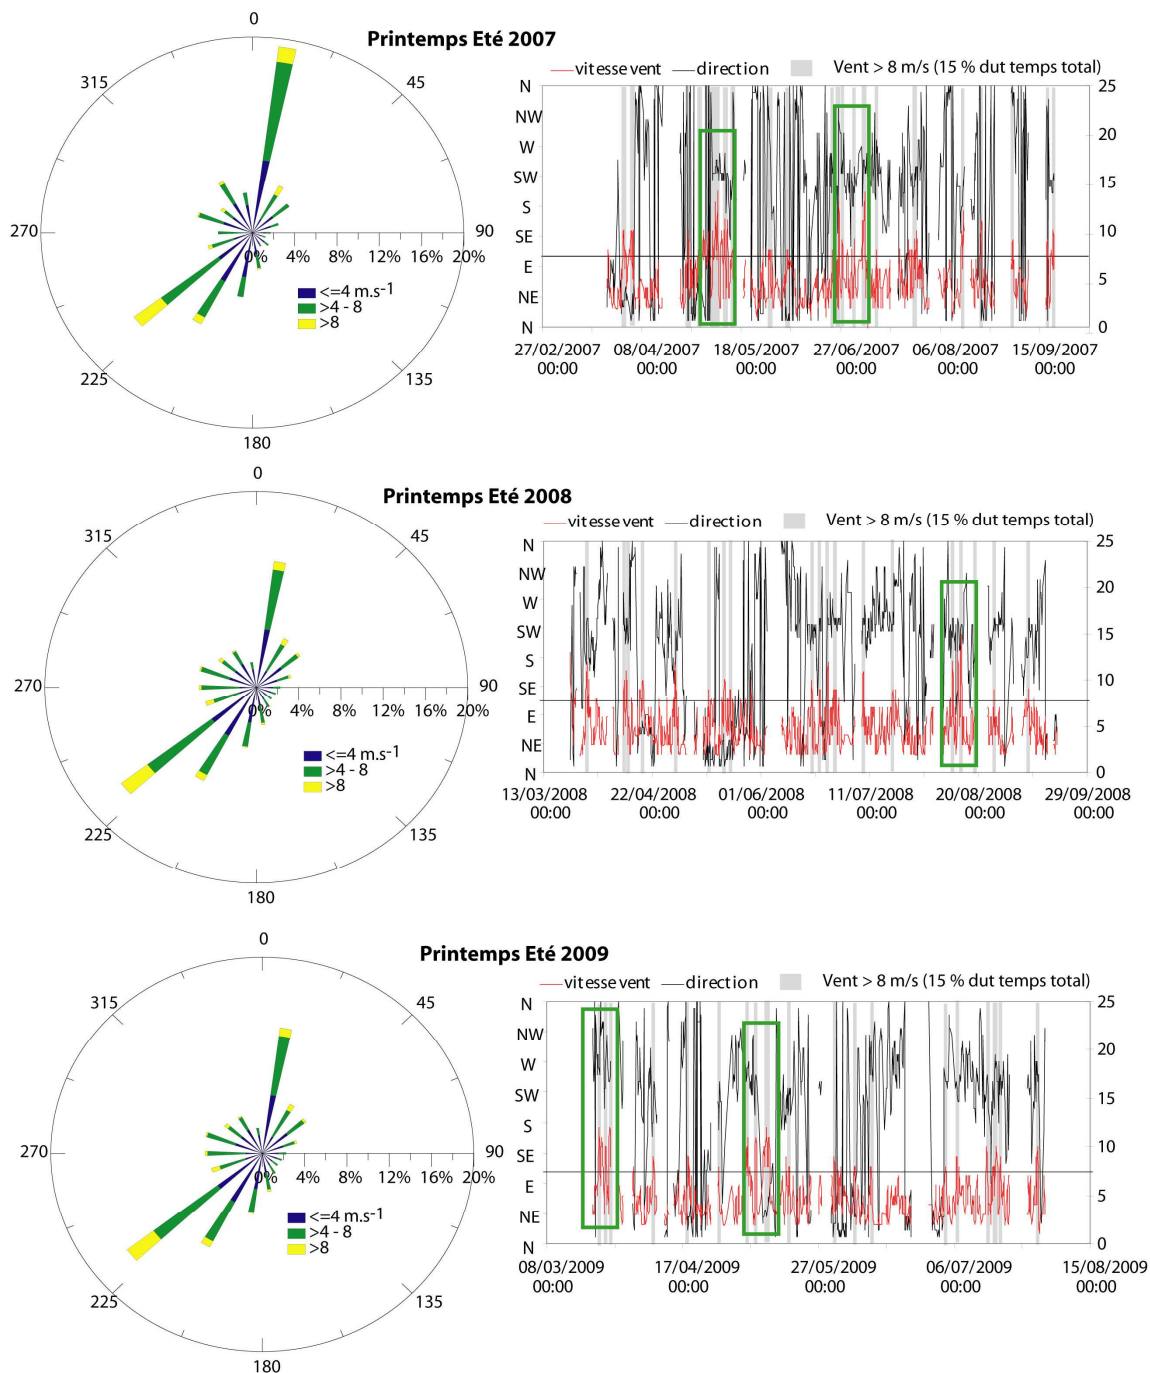 0
Printemps Eté 2007
315
45
270
90
0% 4% 8% 12% 16% 20%
<=4 m.s-1
>4 - 8
>8
225
135
180
vitesse vent direction Vent > 8 m/s (15 % dut temps total)
N 25
NW
20
W
SW 15
S
SE 10
E
5
NE
N 0
27/02/2007 08/04/2007 18/05/2007 27/06/2007 06/08/2007 15/09/2007
00:00 00:00 00:00 00:00 00:00 00:00
0
Printemps Eté 2008
315
45
270
90
0% 4% 8% 12% 16% 20%
<=4 m.s-1
>4 - 8
>8
225
135
180
vitesse vent direction Vent > 8 m/s (15 % dut temps total)
N 25
NW
20
W
SW 15
S
SE 10
E
5
NE
N 0
13/03/2008 22/04/2008 01/06/2008 11/07/2008 20/08/2008 29/09/2008
00:00 00:00 00:00 00:00 00:00 00:00
0
Printemps Eté 2009
315
45
270
90
0% 4% 8% 12% 16% 20%
<=4 m.s-1
>4 - 8
>8
225
135
180
vitesse vent direction Vent > 8 m/s (15 % dut temps total)
N 25
NW
20
W
SW 15
S
SE 10
E
5
NE
N 0
08/03/2009 17/04/2009 27/05/2009 06/07/2009 15/08/2009
00:00 00:00 00:00 00:00 00:00